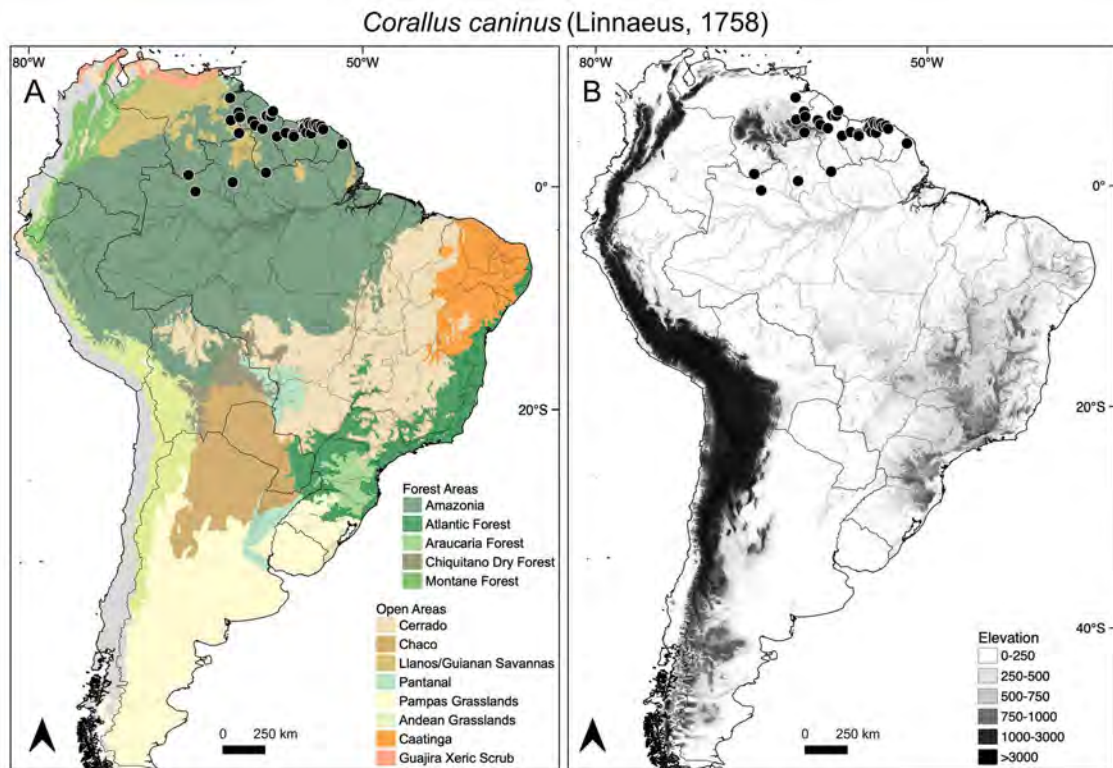 Corallus caninus (Linnaeus, 1758)
80°W
50°W
80°W
50°W
A
B
0°
0°
20°S
20°S
40°S
Forest Areas
Amazonia
Atlantic Forest
Araucaria Forest
Chiquitano Dry Forest
Montane Forest
Open Areas
Cerrado
Chaco
Llanos/Guianan Savannas
Pantanal
Pampas Grasslands
Andean Grasslands
Caatinga
Guajira Xeric Scrub
0 250 km
Elevation
0-250
250-500
500-750
750-1000
1000-3000
>3000
0 250 km